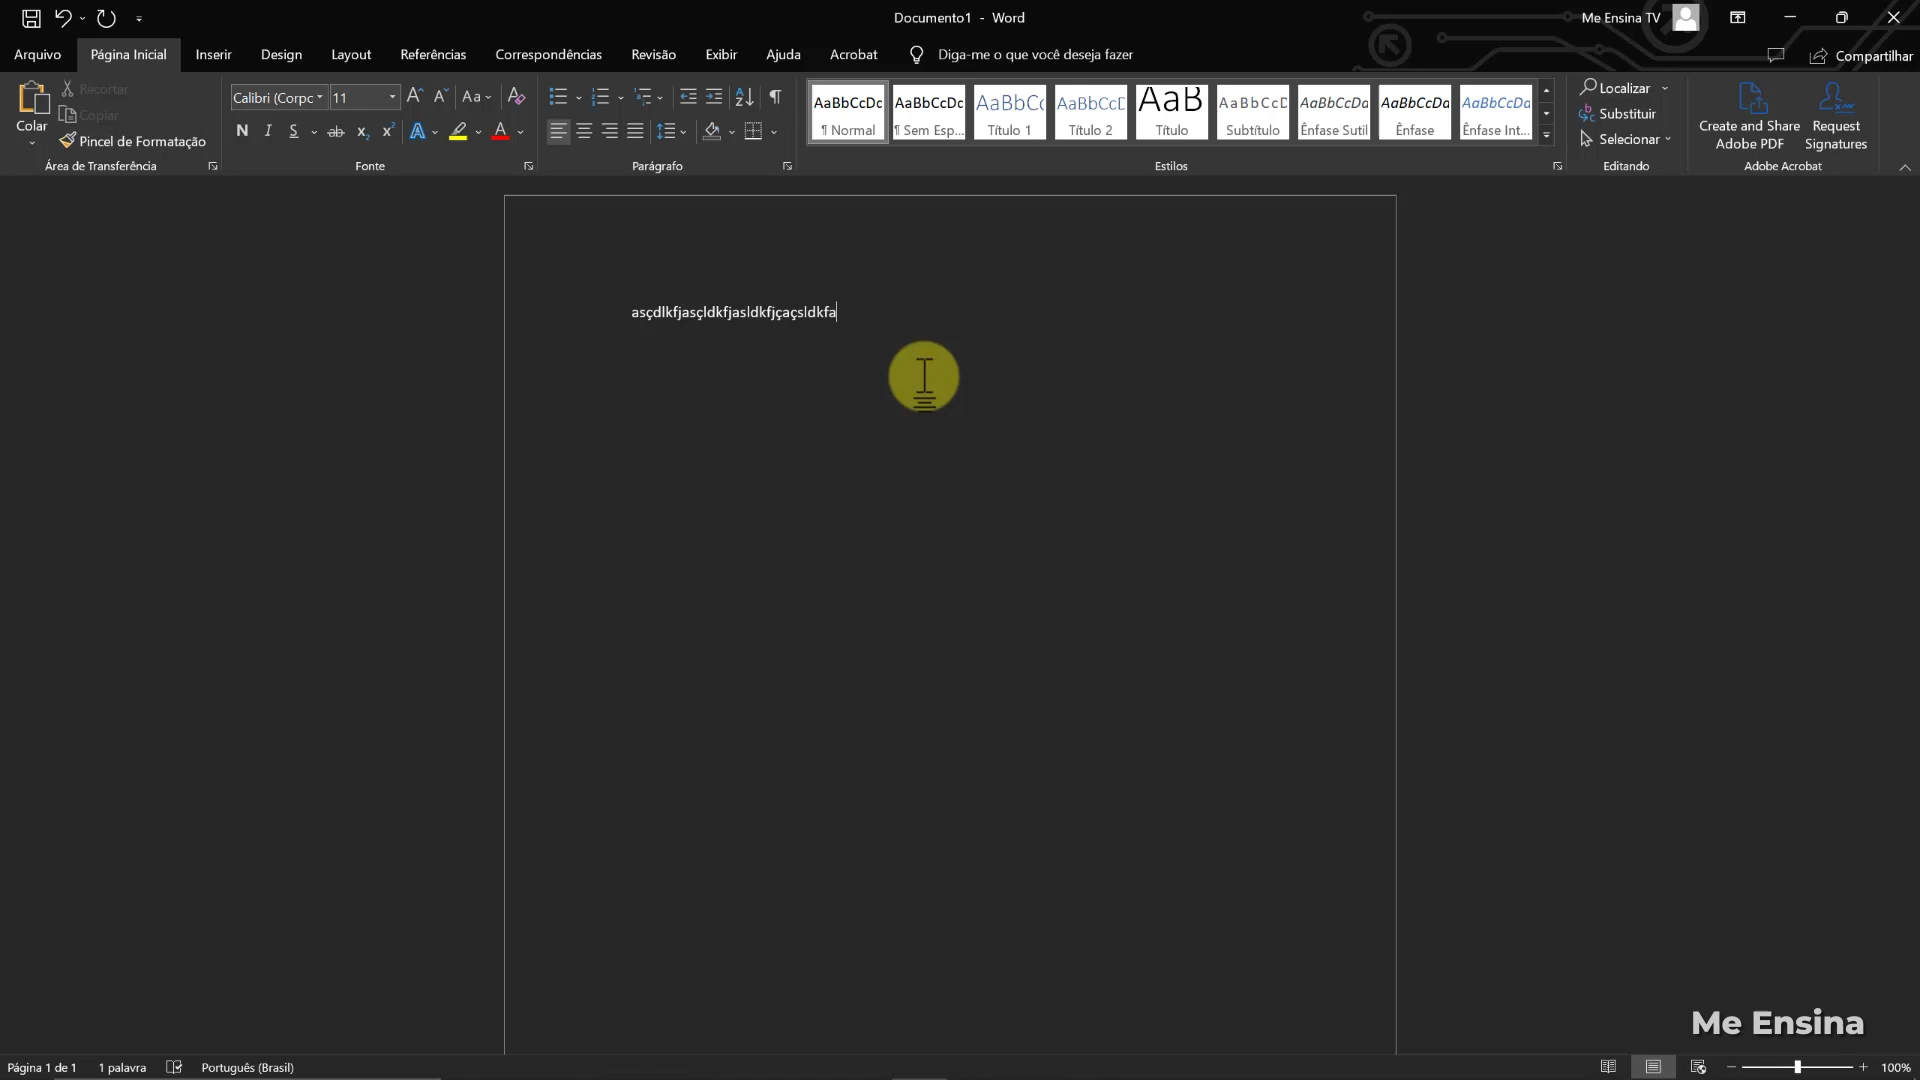 Documento1 - Word
Me Ensina TV
Arquivo
Página Inicial
Inserir
Design
Layout
Referências
Correspondências
Revisão
Exibir
Ajuda
Acrobat
Diga-me o que você deseja fazer
Compartilhar
Colar
Recortar
Copiar
Pincel de Formatação
Área de Transferência
Calibri (Corpc
11
Aa
N I S ab x, x²
A A
Fonte
Parágrafo
AaBbCcDc
¶ Normal
AaBbCcDc
¶ Sem Esp...
AaBbCc
Título 1
AaBbCcD
Título 2
AaB
Título
AaBbCcD
Subtítulo
AaBbCcDa
Ênfase Sutil
AaBbCcDa
Ênfase
AaBbCcDa
Ênfase Int...
Estilos
Localizar
Substituir
Selecionar
Editando
Create and Share
Adobe PDF
Request
Signatures
Adobe Acrobat
asçdlkfjasçldkfjasldkfjçaçsldkfa
Me Ensina
Página 1 de 1
1 palavra
Português (Brasil)
100%